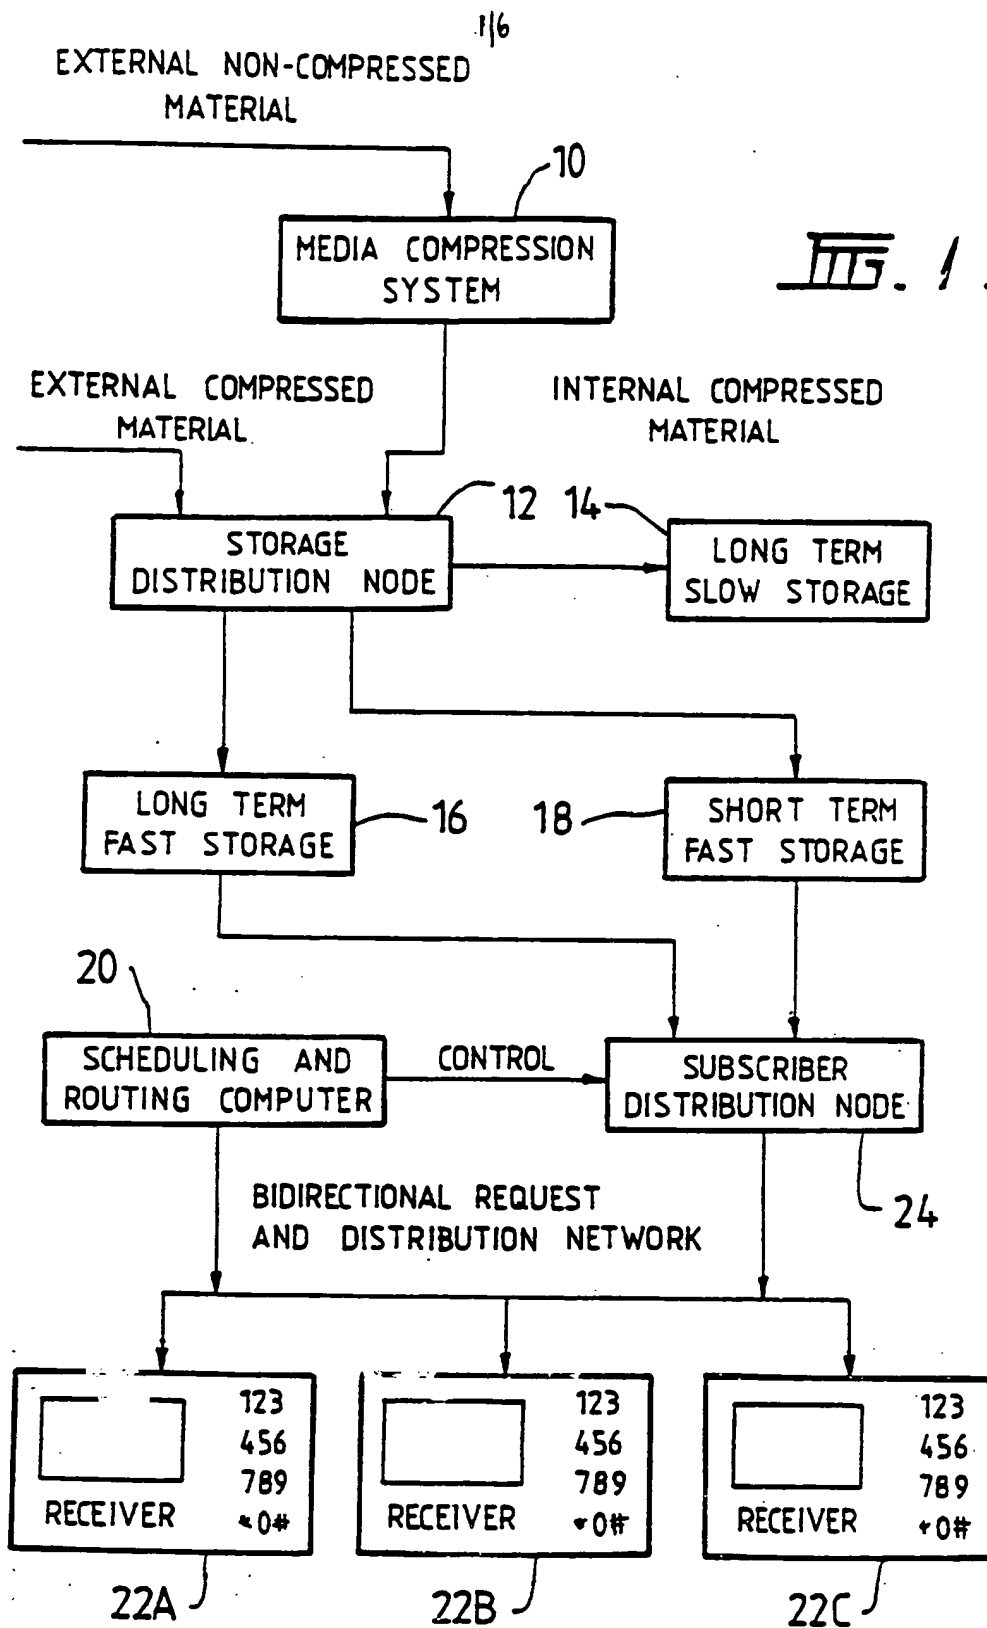 1/6
EXTERNAL NON-COMPRESSED
MATERIAL
10
MEDIA COMPRESSION
SYSTEM
FIG. 1.
EXTERNAL COMPRESSED
MATERIAL
INTERNAL COMPRESSED
MATERIAL
12
14
STORAGE
DISTRIBUTION NODE
LONG TERM
SLOW STORAGE
LONG TERM
FAST STORAGE
16
18
SHORT TERM
FAST STORAGE
20
SCHEDULING AND
ROUTING COMPUTER
CONTROL
SUBSCRIBER
DISTRIBUTION NODE
24
BIDIRECTIONAL REQUEST
AND DISTRIBUTION NETWORK
123
456
789
*0#
RECEIVER
22A
123
456
789
*0#
RECEIVER
22B
123
456
789
*0#
RECEIVER
22C